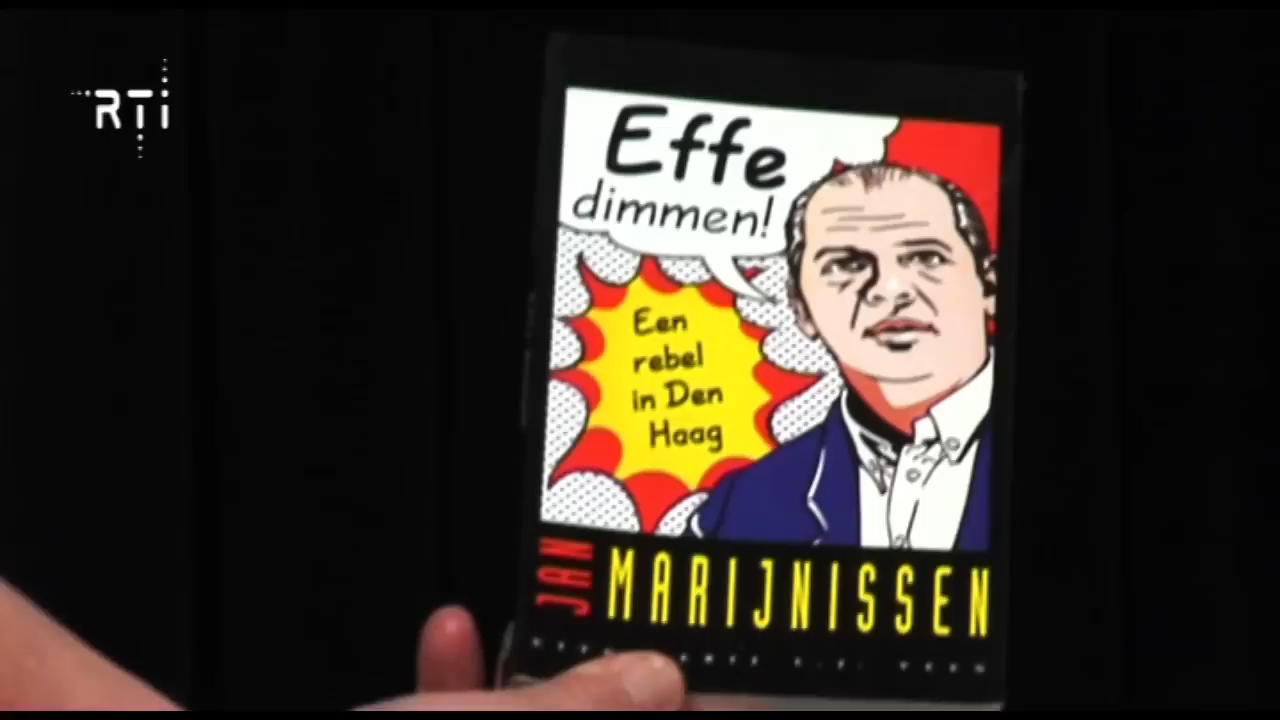 RTi
Effe
dimmen!
Een
rebel
in Den
Haag
JAN
MARIJNISSEN